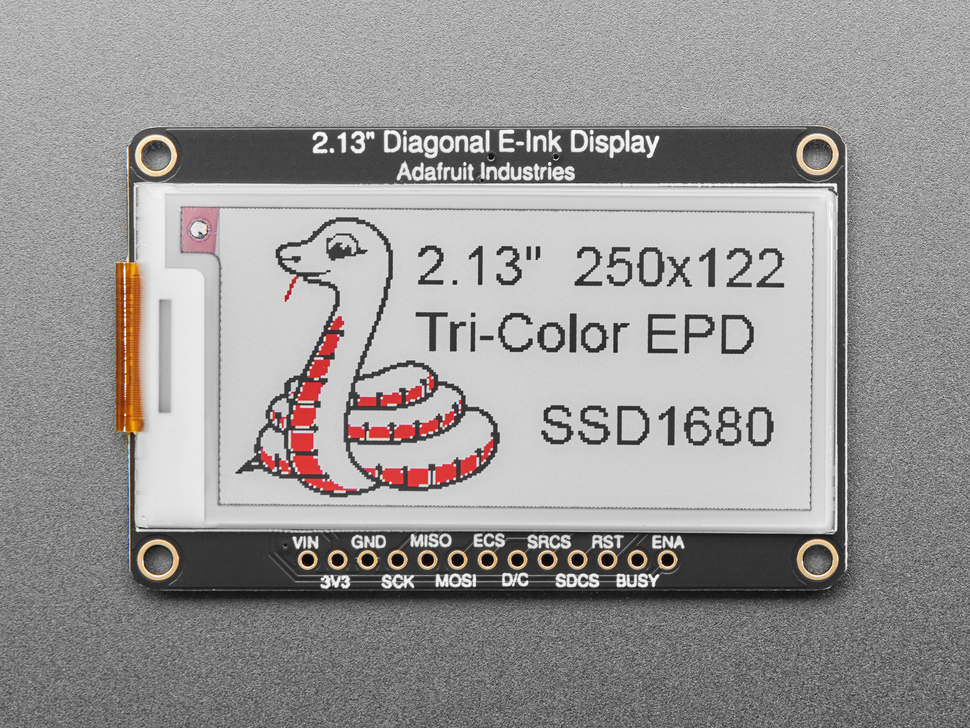 2.13" Diagonal E-Ink Display
Adafruit Industries
2.13" 250x122
Tri-Color EPD
SSD1680
VIN GND MISO ECS SRCS RST ENA
3V3 SCK MOSI D/C SDCS BUSY